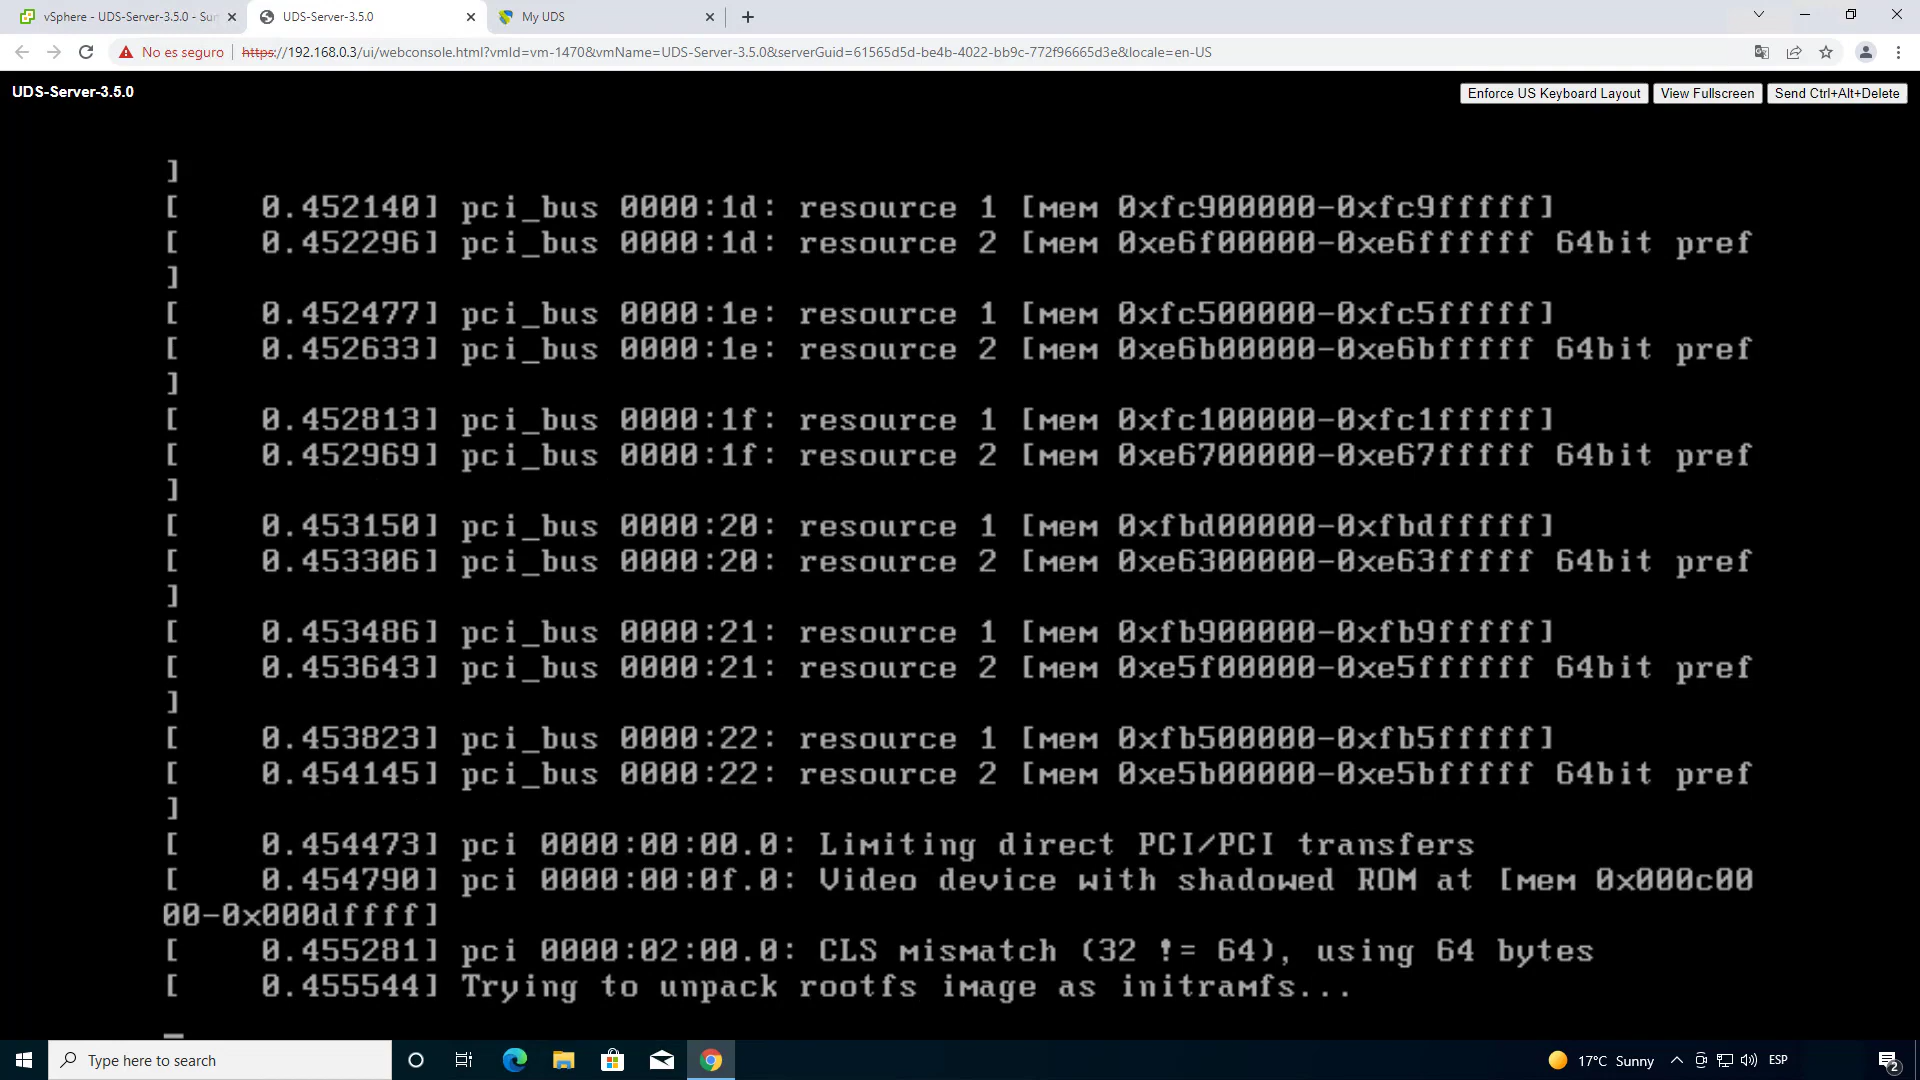 vSphere - UDS-Server-3.5.0 - Sun
UDS-Server-3.5.0
My UDS
No es seguro
https://192.168.0.3/ui/webconsole.html?vmId=vm-1470&vmName=UDS-Server-3.5.0&serverGuid=61565d5d-be4b-4022-bb9c-772f96665d3e&locale=en-US
UDS-Server-3.5.0
Enforce US Keyboard Layout
View Fullscreen
Send Ctrl+Alt+Delete
]
[    0.452140] pci_bus 0000:1d: resource 1 [mem 0xfc900000-0xfc9fffff]
[    0.452296] pci_bus 0000:1d: resource 2 [mem 0xe6f00000-0xe6ffffff 64bit pref
]
[    0.452477] pci_bus 0000:1e: resource 1 [mem 0xfc500000-0xfc5fffff]
[    0.452633] pci_bus 0000:1e: resource 2 [mem 0xe6b00000-0xe6bfffff 64bit pref
]
[    0.452813] pci_bus 0000:1f: resource 1 [mem 0xfc100000-0xfc1fffff]
[    0.452969] pci_bus 0000:1f: resource 2 [mem 0xe6700000-0xe67fffff 64bit pref
]
[    0.453150] pci_bus 0000:20: resource 1 [mem 0xfbd00000-0xfbdfffff]
[    0.453306] pci_bus 0000:20: resource 2 [mem 0xe6300000-0xe63fffff 64bit pref
]
[    0.453486] pci_bus 0000:21: resource 1 [mem 0xfb900000-0xfb9fffff]
[    0.453643] pci_bus 0000:21: resource 2 [mem 0xe5f00000-0xe5ffffff 64bit pref
]
[    0.453823] pci_bus 0000:22: resource 1 [mem 0xfb500000-0xfb5fffff]
[    0.454145] pci_bus 0000:22: resource 2 [mem 0xe5b00000-0xe5bfffff 64bit pref
]
[    0.454473] pci 0000:00:00.0: Limiting direct PCI/PCI transfers
[    0.454790] pci 0000:00:0f.0: Video device with shadowed ROM at [mem 0x000c00
00-0x000dffff]
[    0.455281] pci 0000:02:00.0: CLS mismatch (32 != 64), using 64 bytes
[    0.455544] Trying to unpack rootfs image as initramfs...
Type here to search
17°C Sunny
ESP
2